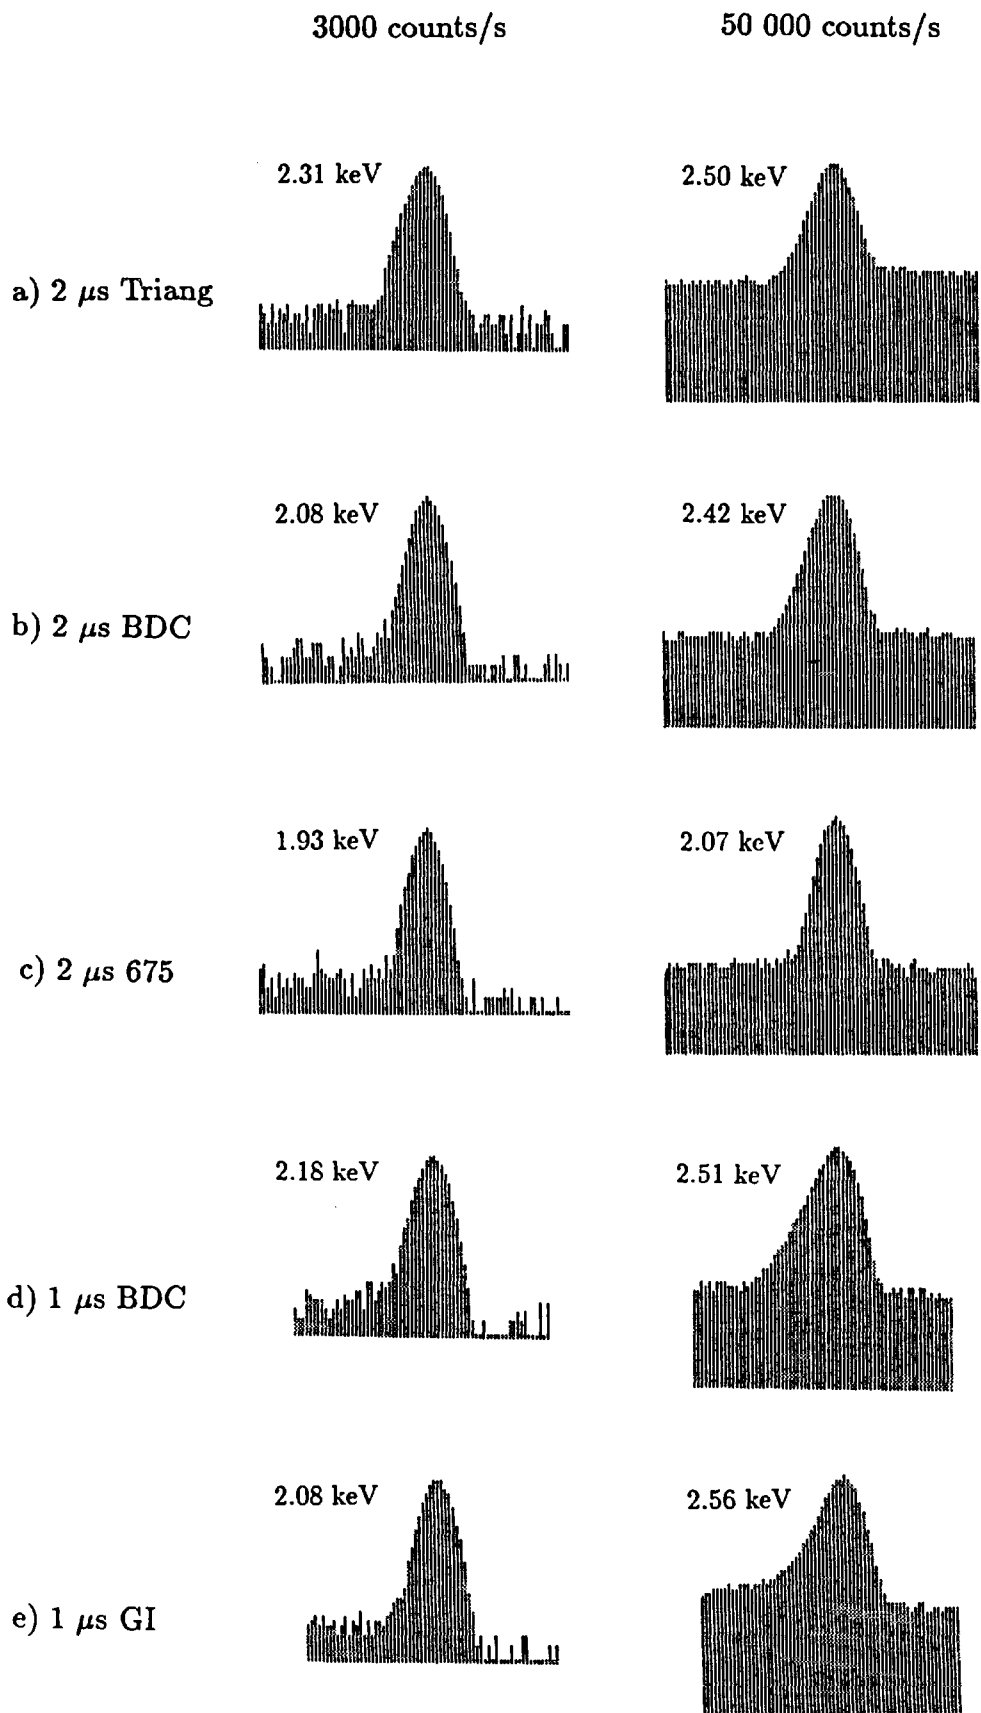 3000 counts/s 50 000 counts/s
2.31 keV 2.50 keV
a) 2 μs Triang
2.08 keV 2.42 keV
b) 2 μs BDC
1.93 keV 2.07 keV
c) 2 μs 675
2.18 keV 2.51 keV
d) 1 μs BDC
2.08 keV 2.56 keV
e) 1 μs GI